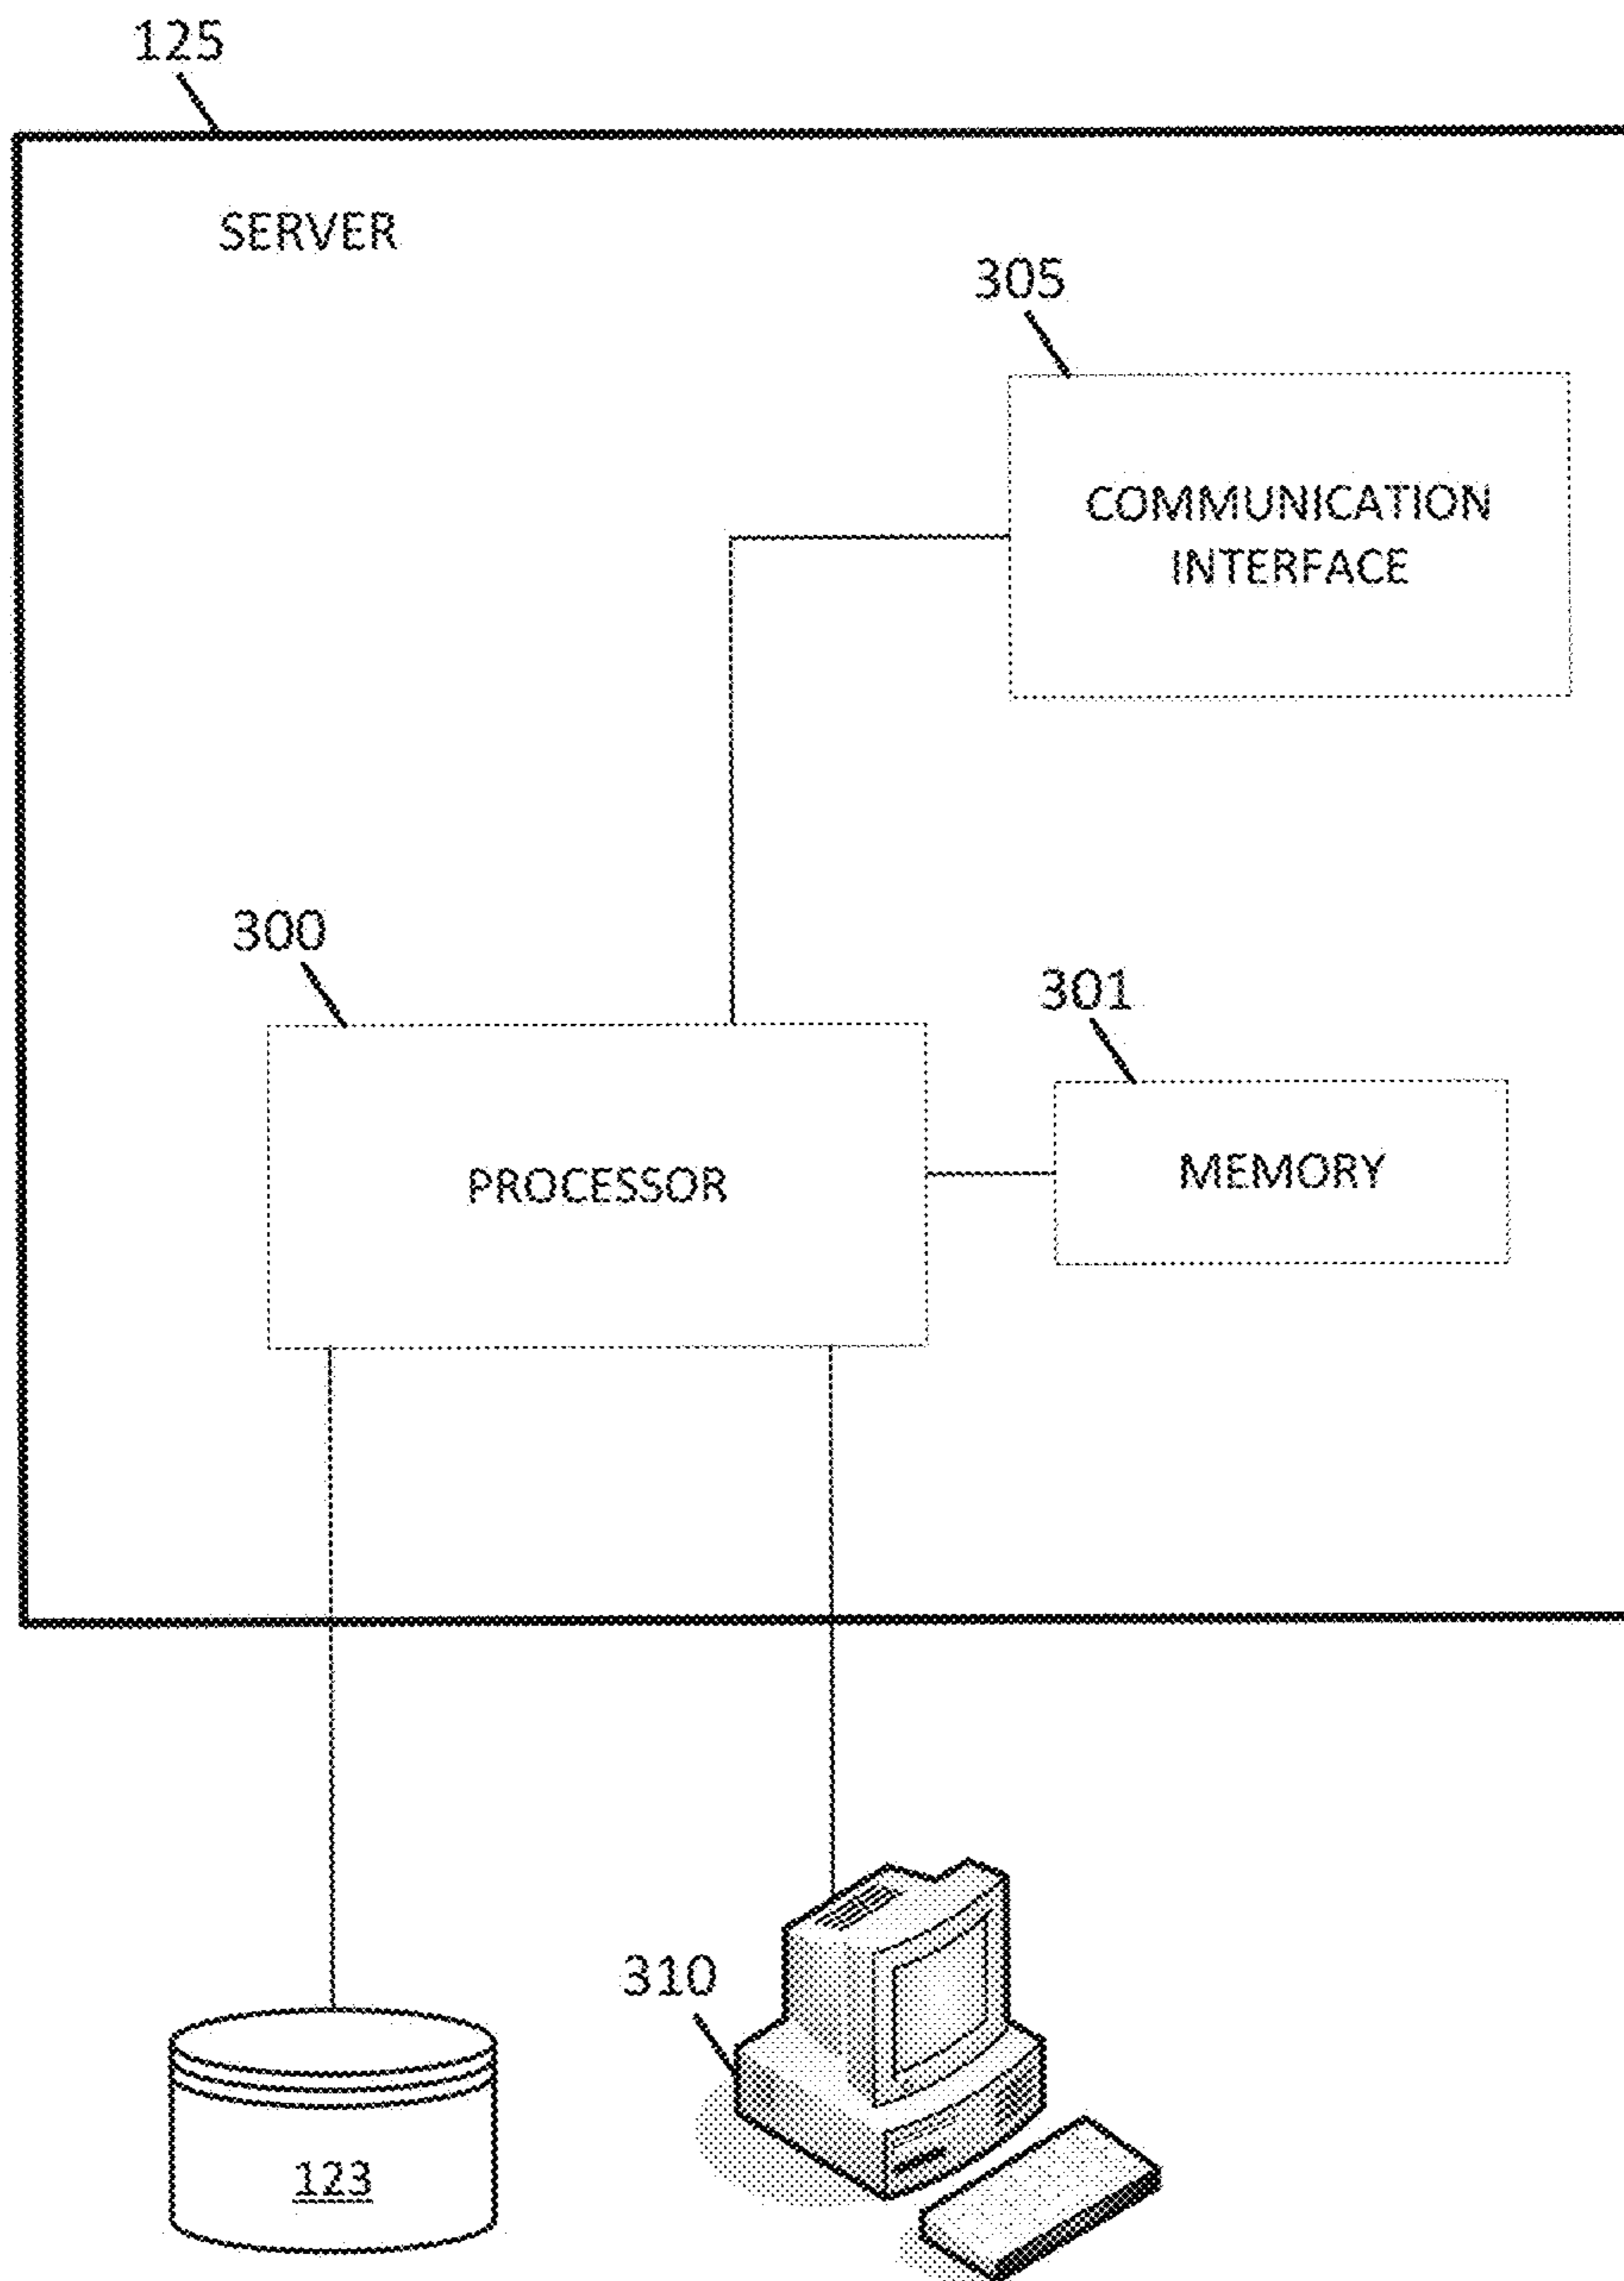 125
SERVER
305
COMMUNICATION
INTERFACE
300
301
PROCESSOR
MEMORY
310
123